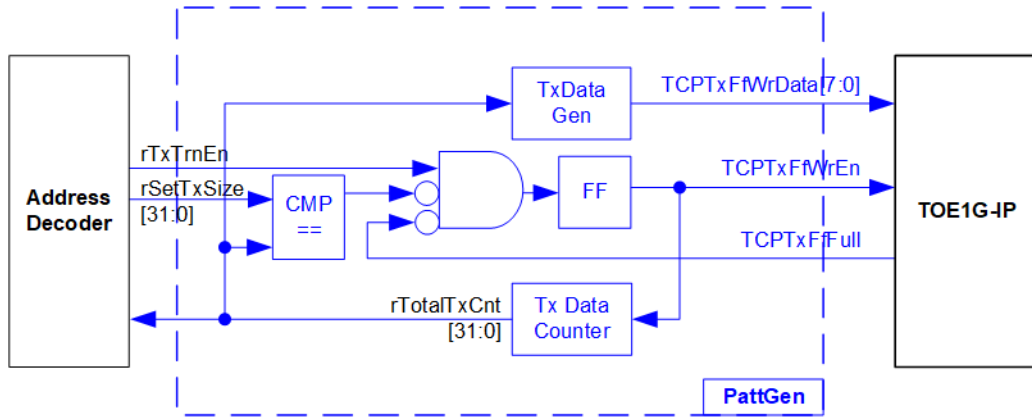 TxData
Gen
TCPTxFfWrData[7:0]
rTxTrnEn
rSetTxSize
[31:0]
CMP
==
FF
TCPTxFfWrEn
Address
Decoder
TOE1G-IP
TCPTxFfFull
rTotalTxCnt
[31:0]
Tx Data
Counter
PattGen